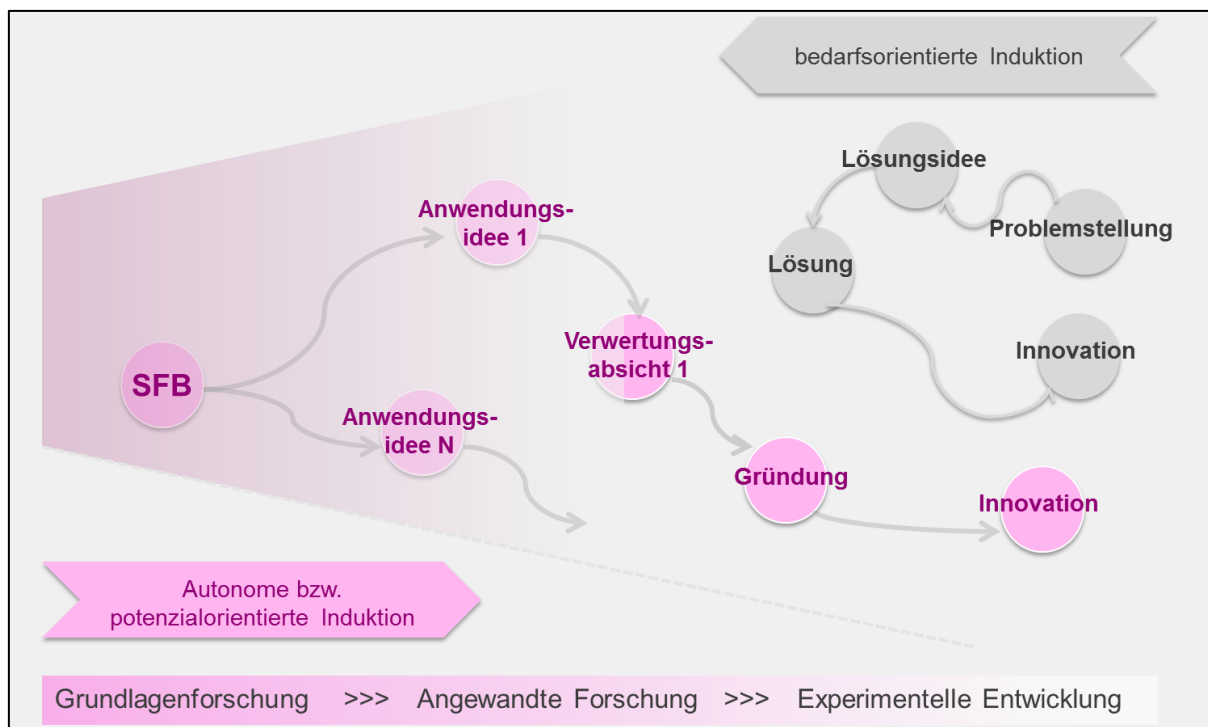 bedarfsorientierte Induktion
Lösungsidee
Problemstellung
Lösung
Innovation
Anwendungs-
idee 1
Verwertungs-
absicht 1
SFB
Anwendungs-
idee N
Gründung
Innovation
Autonome bzw.
potenzialorientierte Induktion
Grundlagenforschung >>> Angewandte Forschung >>> Experimentelle Entwicklung